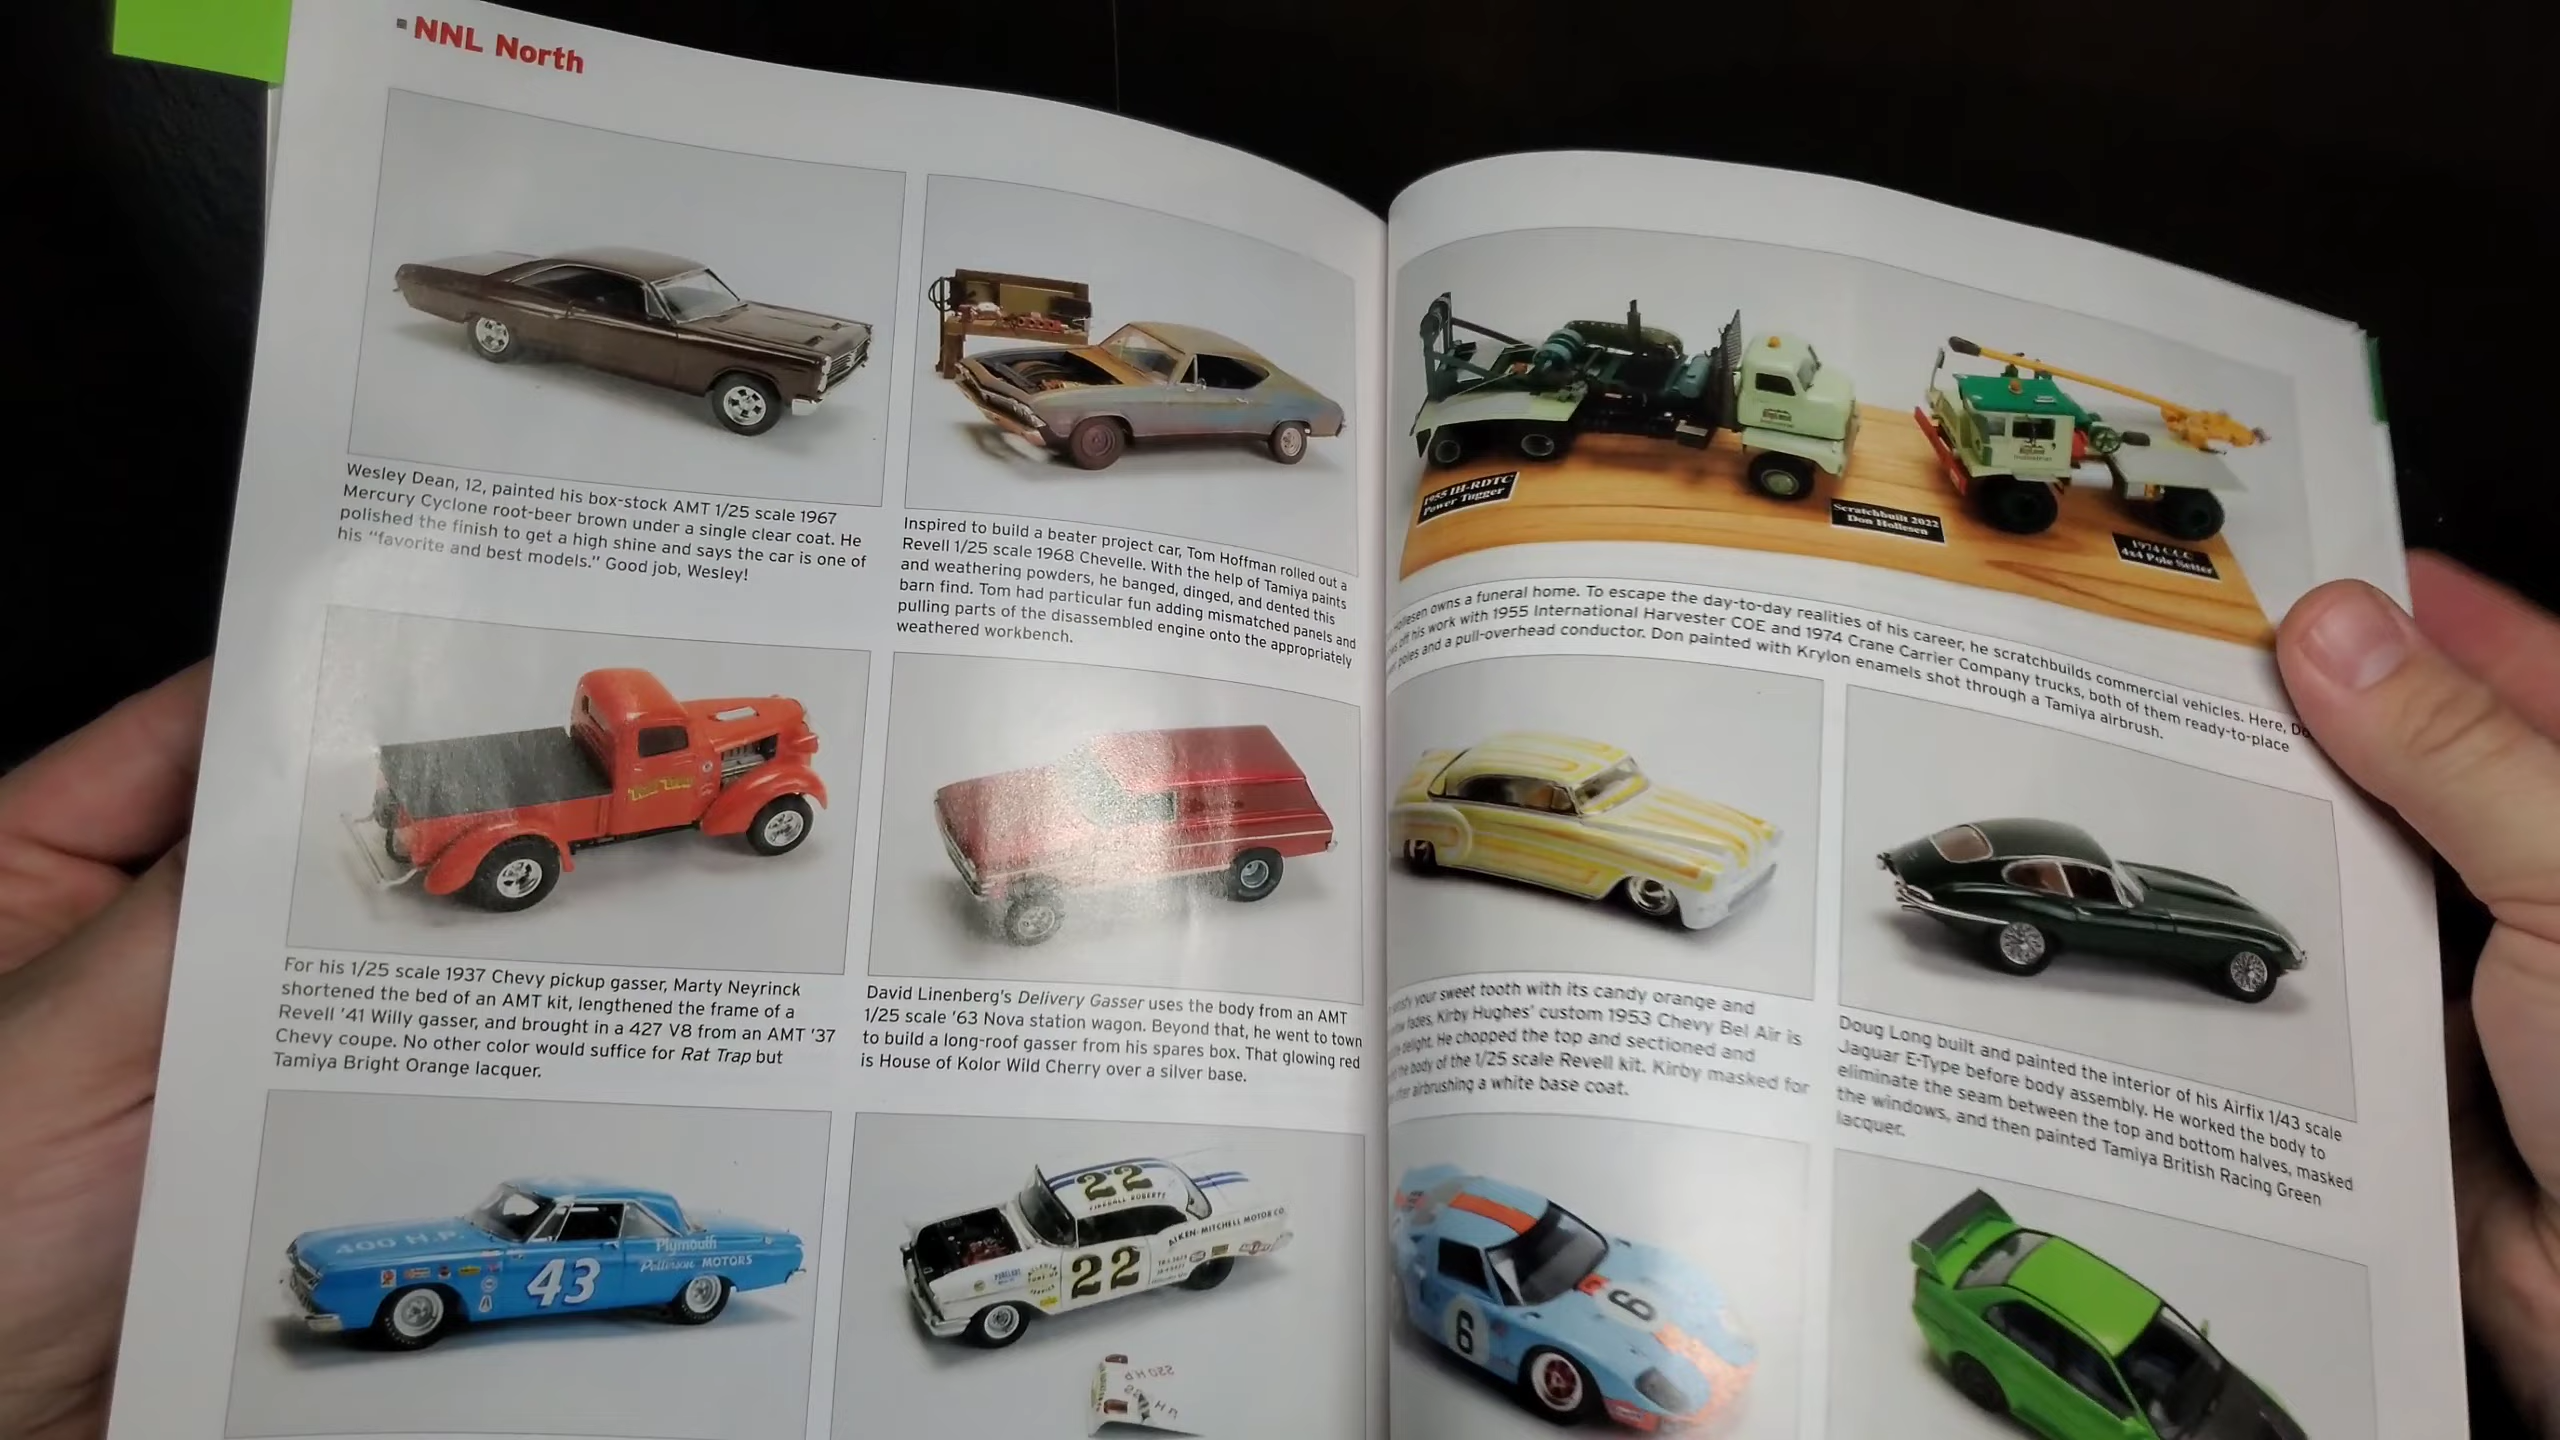 NNL North
Wesley Dean, 12, painted his box-stock AMT 1/25 scale 1967
Mercury Cyclone root-beer brown under a single clear coat. He
polished the finish to get a high shine and says the car is one of
his “favorite and best models.” Good job, Wesley!
Inspired to build a beater project car, Tom Hoffman rolled out a
Revell 1/25 scale 1968 Chevelle. With the help of Tamiya paints
and weathering powders, he banged, dinged, and dented this
barn find. Tom had particular fun adding mismatched panels and
pulling parts of the disassembled engine onto the appropriately
weathered workbench.
For his 1/25 scale 1937 Chevy pickup gasser, Marty Neyrinck
shortened the bed of an AMT kit, lengthened the frame of a
Revell ’41 Willy gasser, and brought in a 427 V8 from an AMT ’37
Chevy coupe. No other color would suffice for Rat Trap but
Tamiya Bright Orange lacquer.
David Linenberg’s Delivery Gasser uses the body from an AMT
1/25 scale ’63 Nova station wagon. Beyond that, he went to town
to build a long-roof gasser from his spares box. That glowing red
is House of Kolor Wild Cherry over a silver base.
400 H.P.
43
Plymouth
Petterson MOTORS
22
FIREBALL ROBERTS
AIKEN-MITCHELL MOTOR CO.
22
220 HP
1955 IH-RDTC
Power Tugger
Scratchbuilt 2022
Don Hollesen
1974 C.C.C.
4x4 Pole Setter
Hollesen owns a funeral home. To escape the day-to-day realities of his career, he scratchbuilds commercial vehicles. Here,
off his work with 1955 International Harvester COE and 1974 Crane Carrier Company trucks, both of them ready-to-place
poles and a pull-overhead conductor. Don painted with Krylon enamels shot through a Tamiya airbrush.
your sweet tooth with its candy orange and
fades, Kirby Hughes’ custom 1953 Chevy Bel Air is
delight. He chopped the top and sectioned and
the body of the 1/25 scale Revell kit. Kirby masked for
airbrushing a white base coat.
Doug Long built and painted the interior of his Airfix 1/43 scale
Jaguar E-Type before body assembly. He worked the body to
eliminate the seam between the top and bottom halves, masked
the windows, and then painted Tamiya British Racing Green
lacquer.
6
6